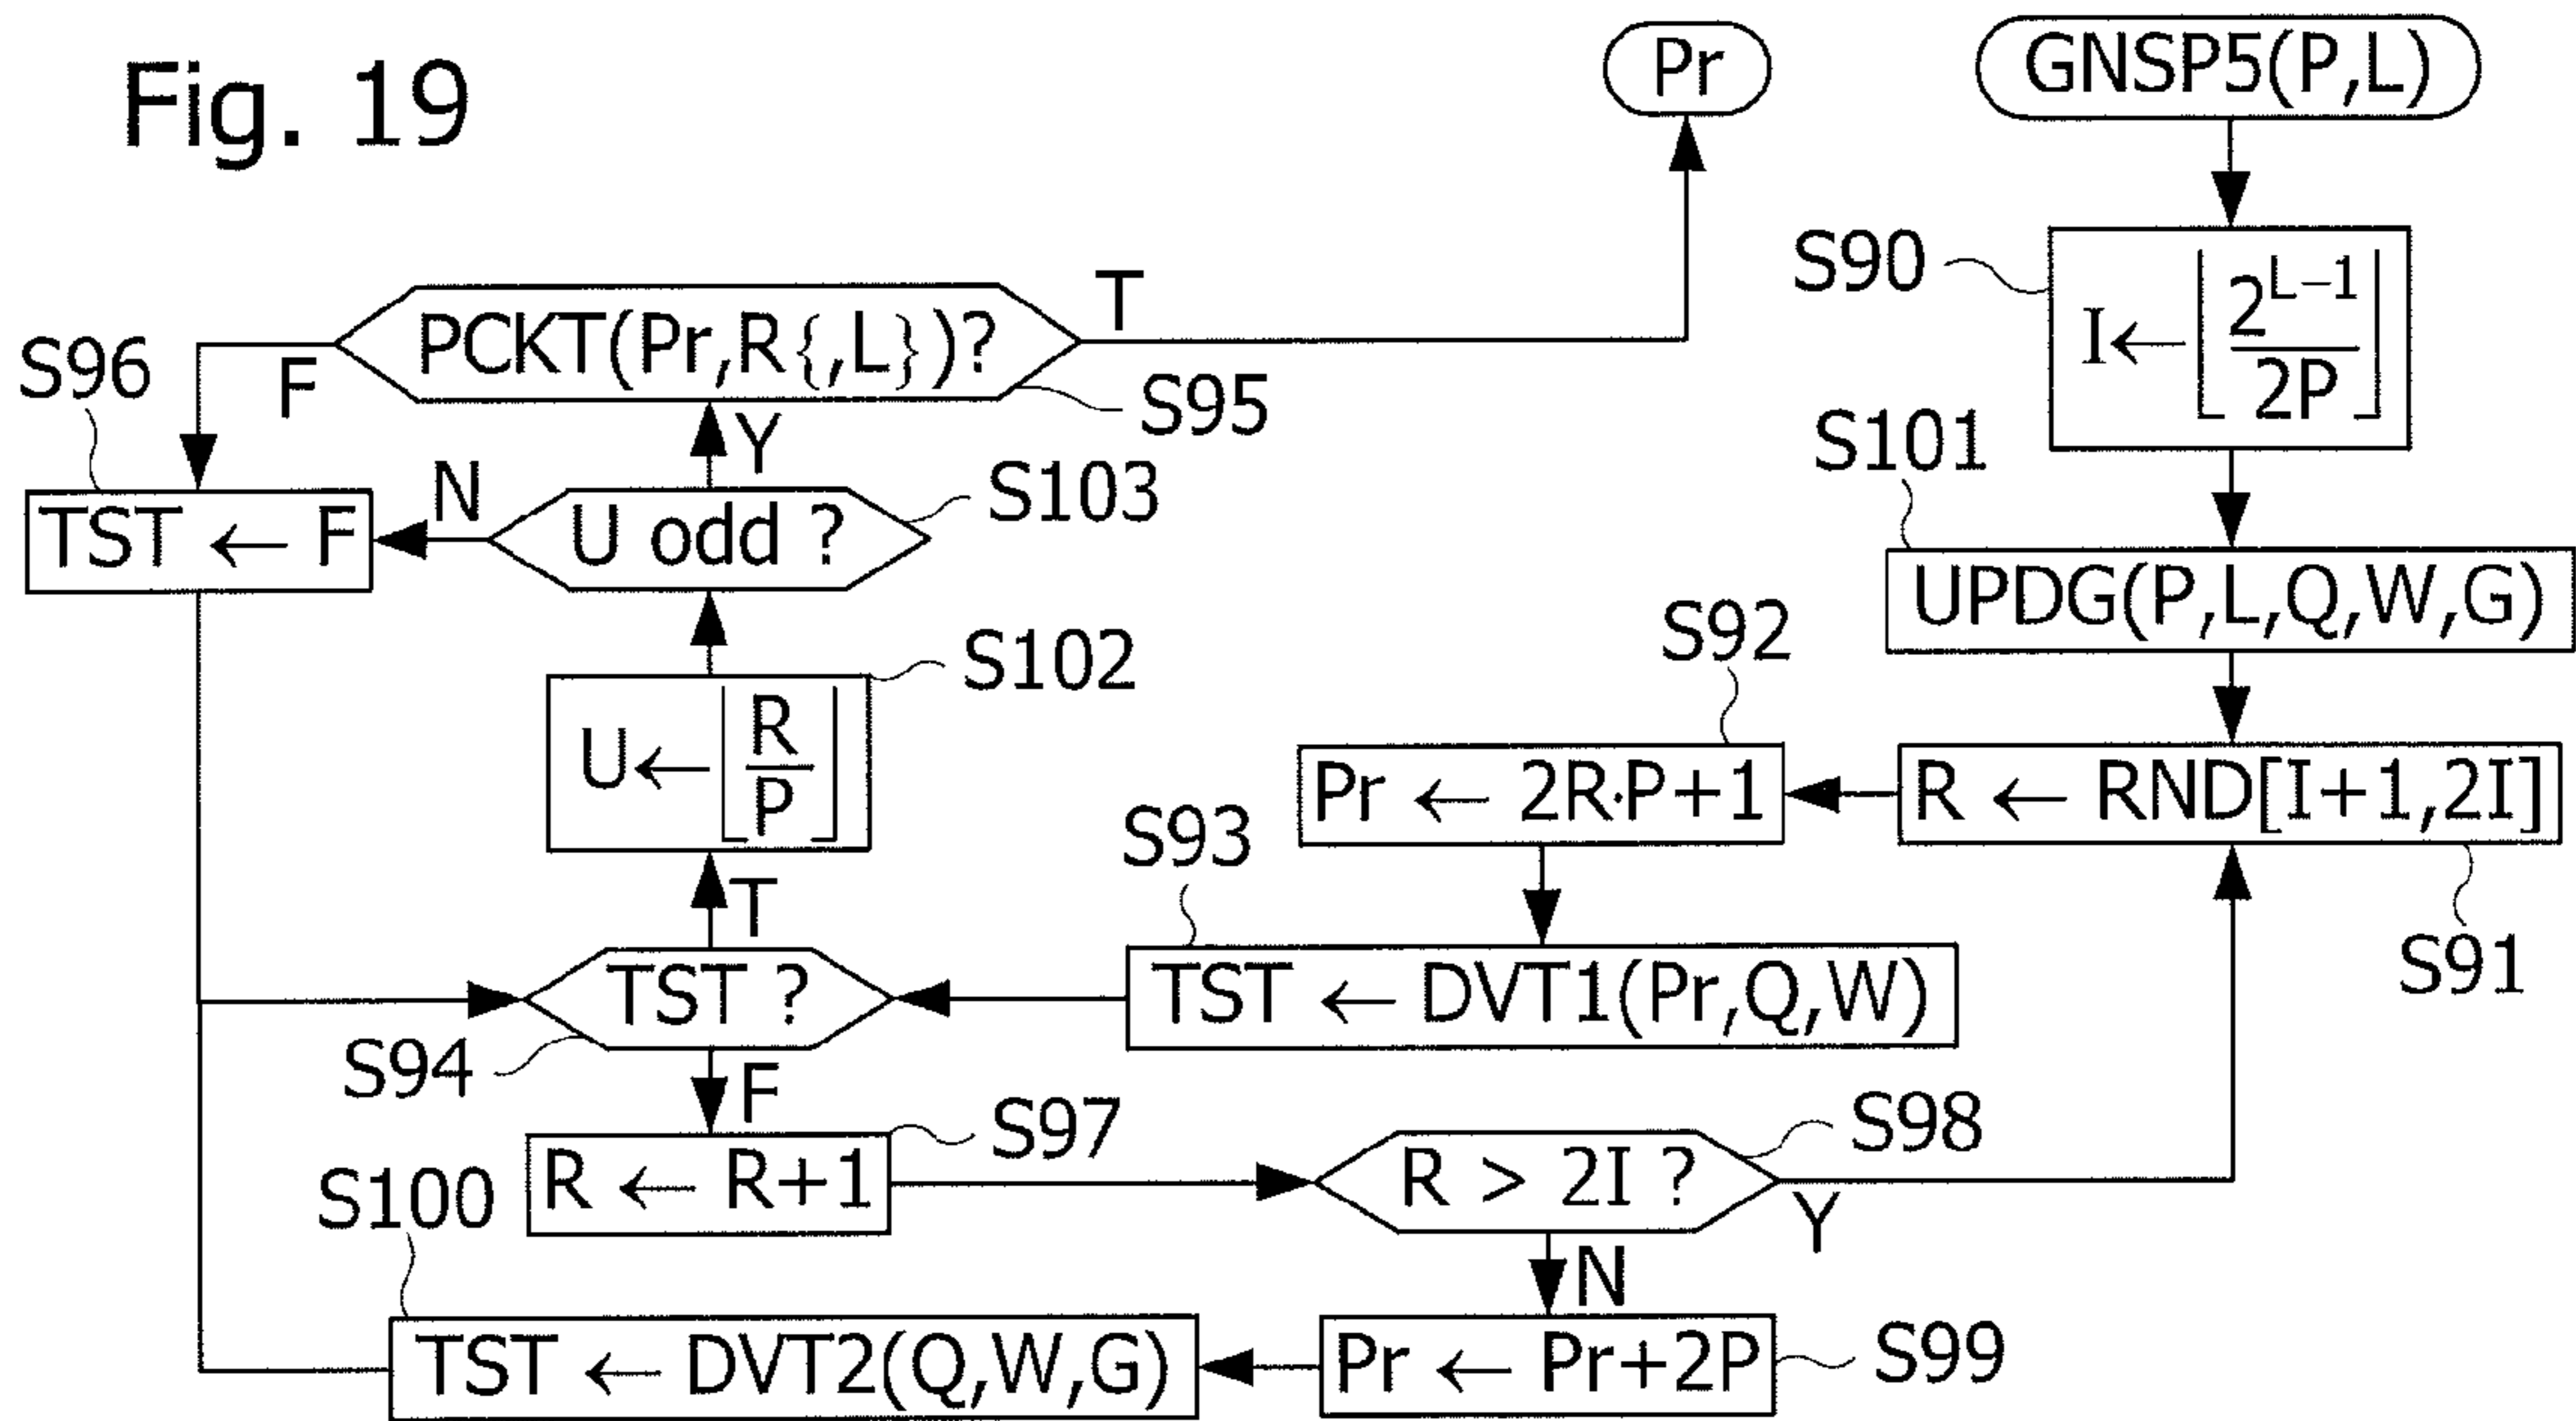 Fig. 19
Pr
GNSP5(P,L)
S90
I← ⌊2^{L-1}/2P⌋
T
PCKT(Pr,R{,L})?
S95
F
S96
S101
UPDG(P,L,Q,W,G)
Y
N
U odd ?
S103
TST ← F
S102
U← ⌊R/P⌋
S92
Pr ← 2R·P+1
R ← RND[I+1,2I]
S91
S93
TST ← DVT1(Pr,Q,W)
T
TST ?
S94
F
S97
R ← R+1
S98
R > 2I ?
Y
N
S100
TST ← DVT2(Q,W,G)
Pr ← Pr+2P
S99